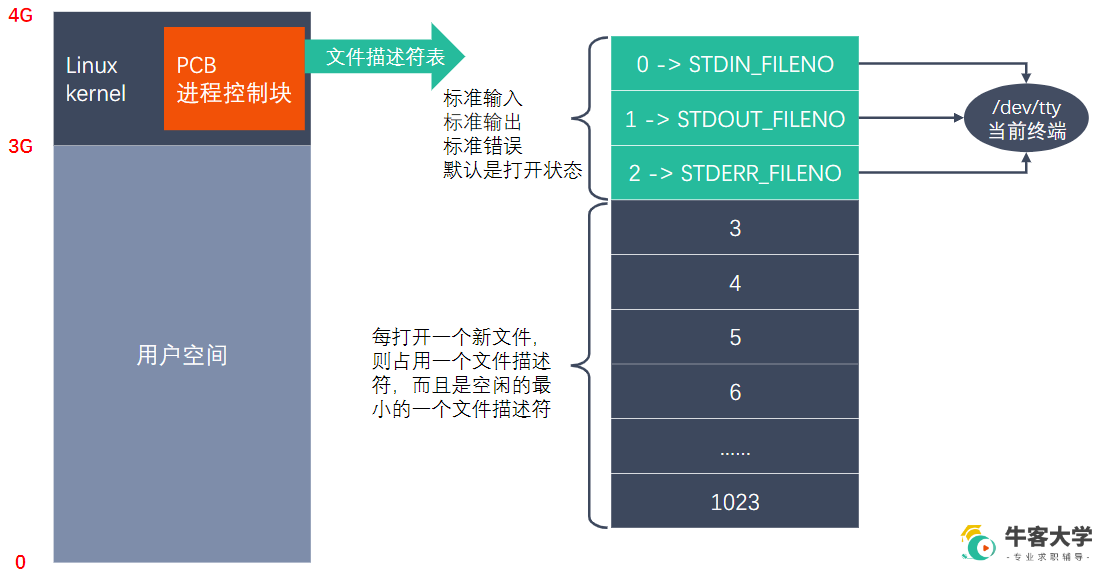 4G
Linux
kernel
PCB
进程控制块
文件描述符表
3G
用户空间
0
标准输入
标准输出
标准错误
默认是打开状态
每打开一个新文件，
则占用一个文件描述
符，而且是空闲的最
小的一个文件描述符
0 -> STDIN_FILENO
1 -> STDOUT_FILENO
2 -> STDERR_FILENO
3
4
5
6
......
1023
/dev/tty
当前终端
牛客大学
- 专业求职辅导 -